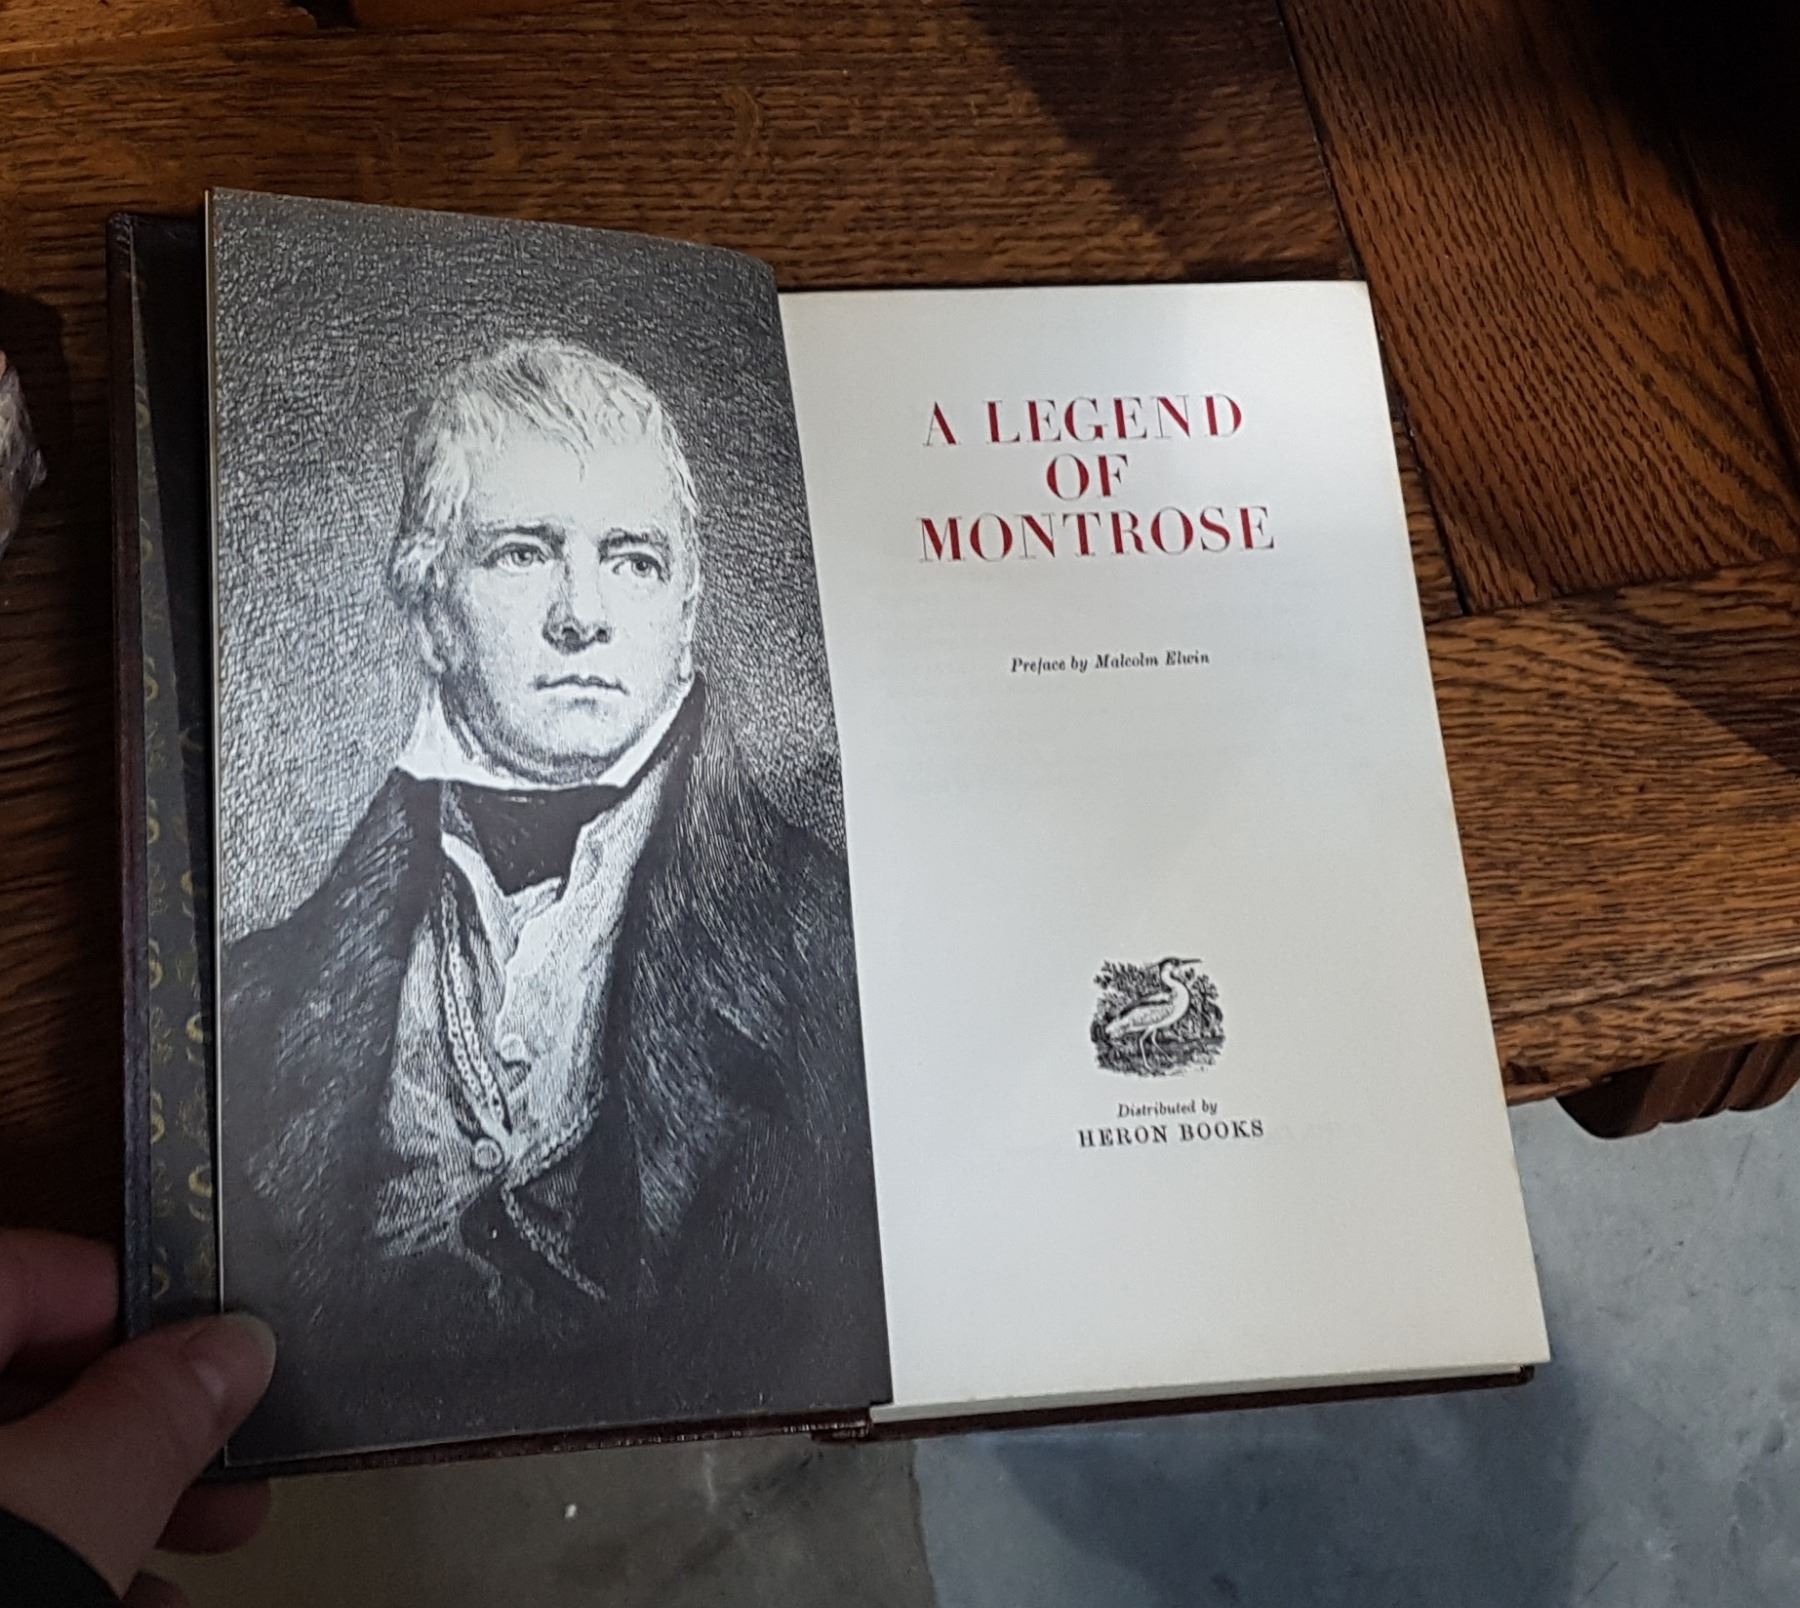 A LEGEND
OF
MONTROSE
Preface by Malcolm Elwin
Distributed by
HERON BOOKS